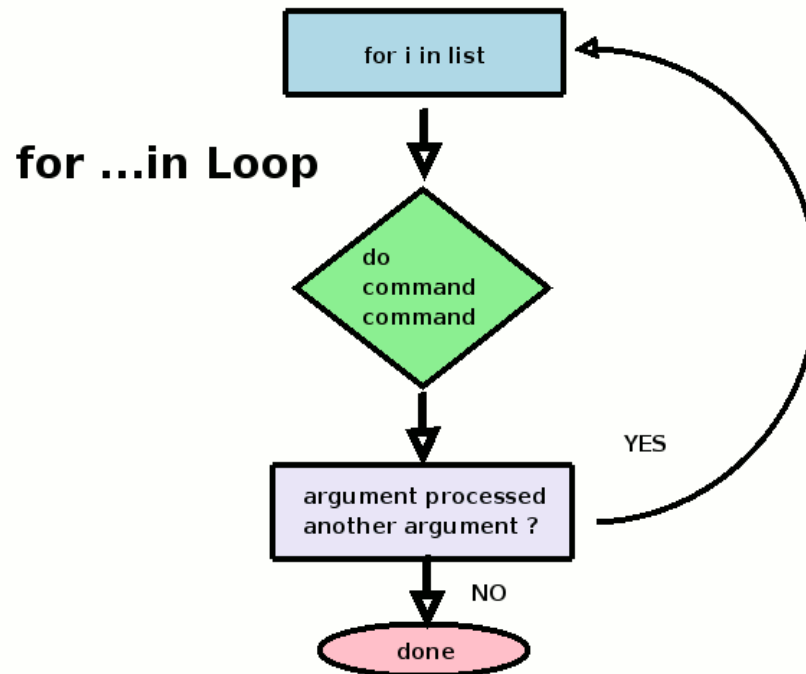 for i in list
for ...in Loop
do
command
command
YES
argument processed
another argument ?
NO
done